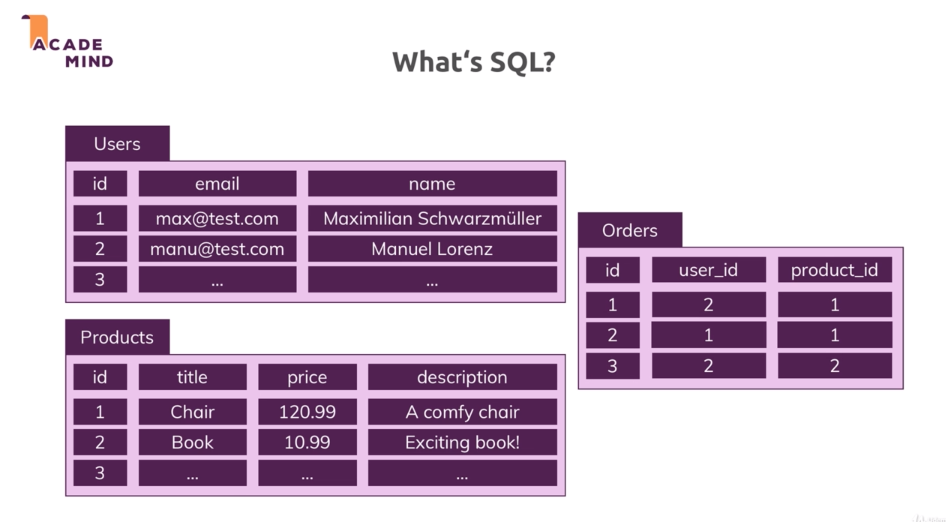 ACADE
MIND
What's SQL?
Users
id email name
1 max@test.com Maximilian Schwarzmüller
2 manu@test.com Manuel Lorenz
3 ... ...
Orders
id user_id product_id
1 2 1
2 1 1
3 2 2
Products
id title price description
1 Chair 120.99 A comfy chair
2 Book 10.99 Exciting book!
3 ... ... ...